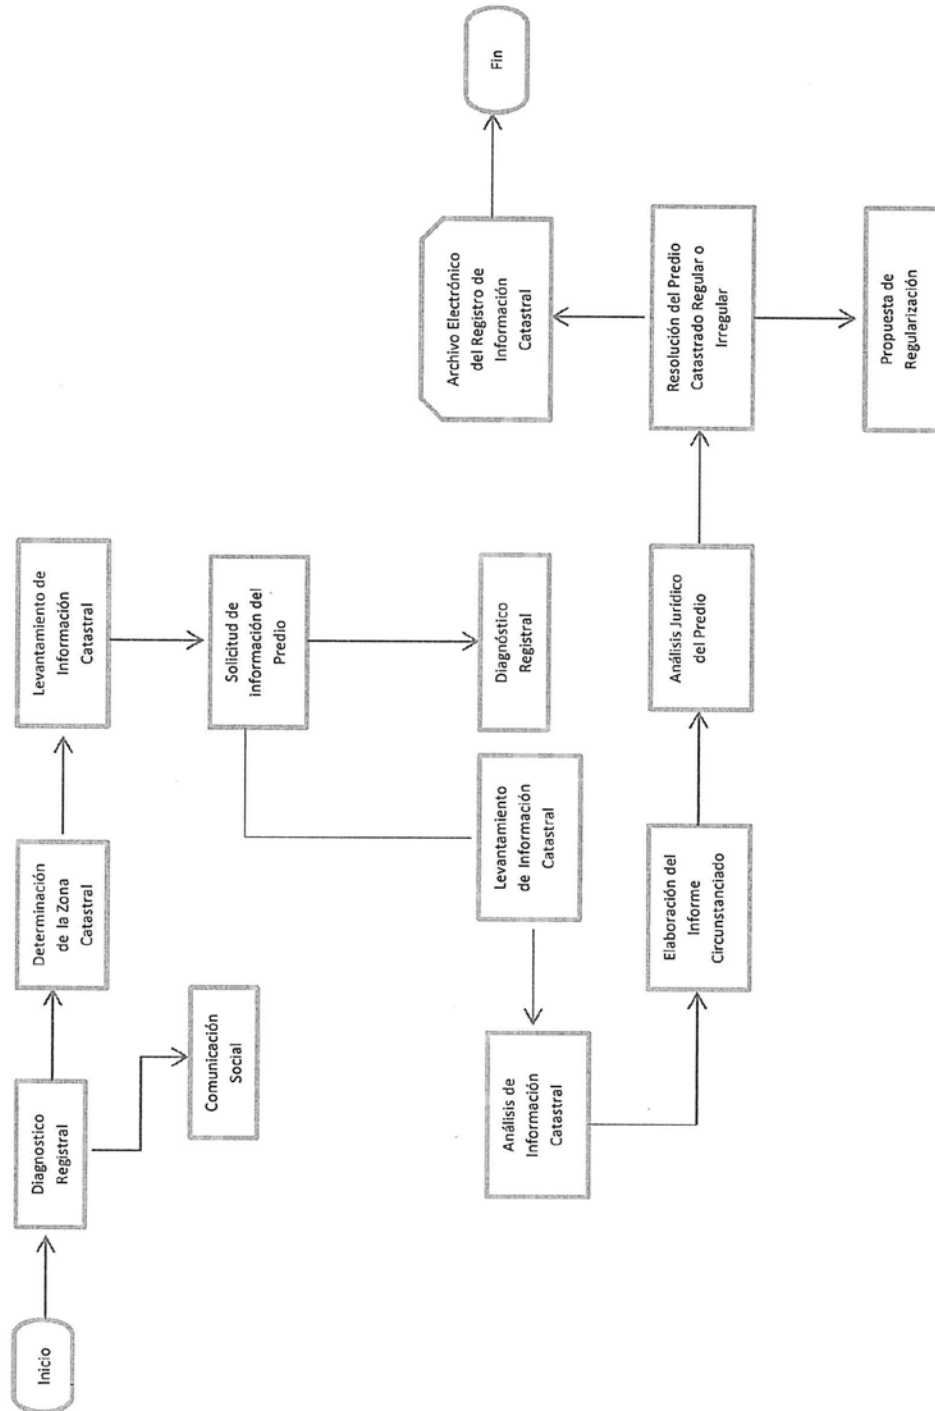 Inicio
Diagnostico
Registral
Comunicación
Social
Determinación
de la Zona
Catastral
Levantamiento de
Información
Catastral
Solicitud de
información del
Predio
Diagnóstico
Registral
Levantamiento
de Información
Catastral
Análisis de
Información
Catastral
Elaboración del
Informe
Circunstanciado
Análisis Jurídico
del Predio
Resolución del Predio
Catastrado Regular o
Irregular
Propuesta de
Regularización
Archivo Electrónico
del Registro de
Información
Catastral
Fin